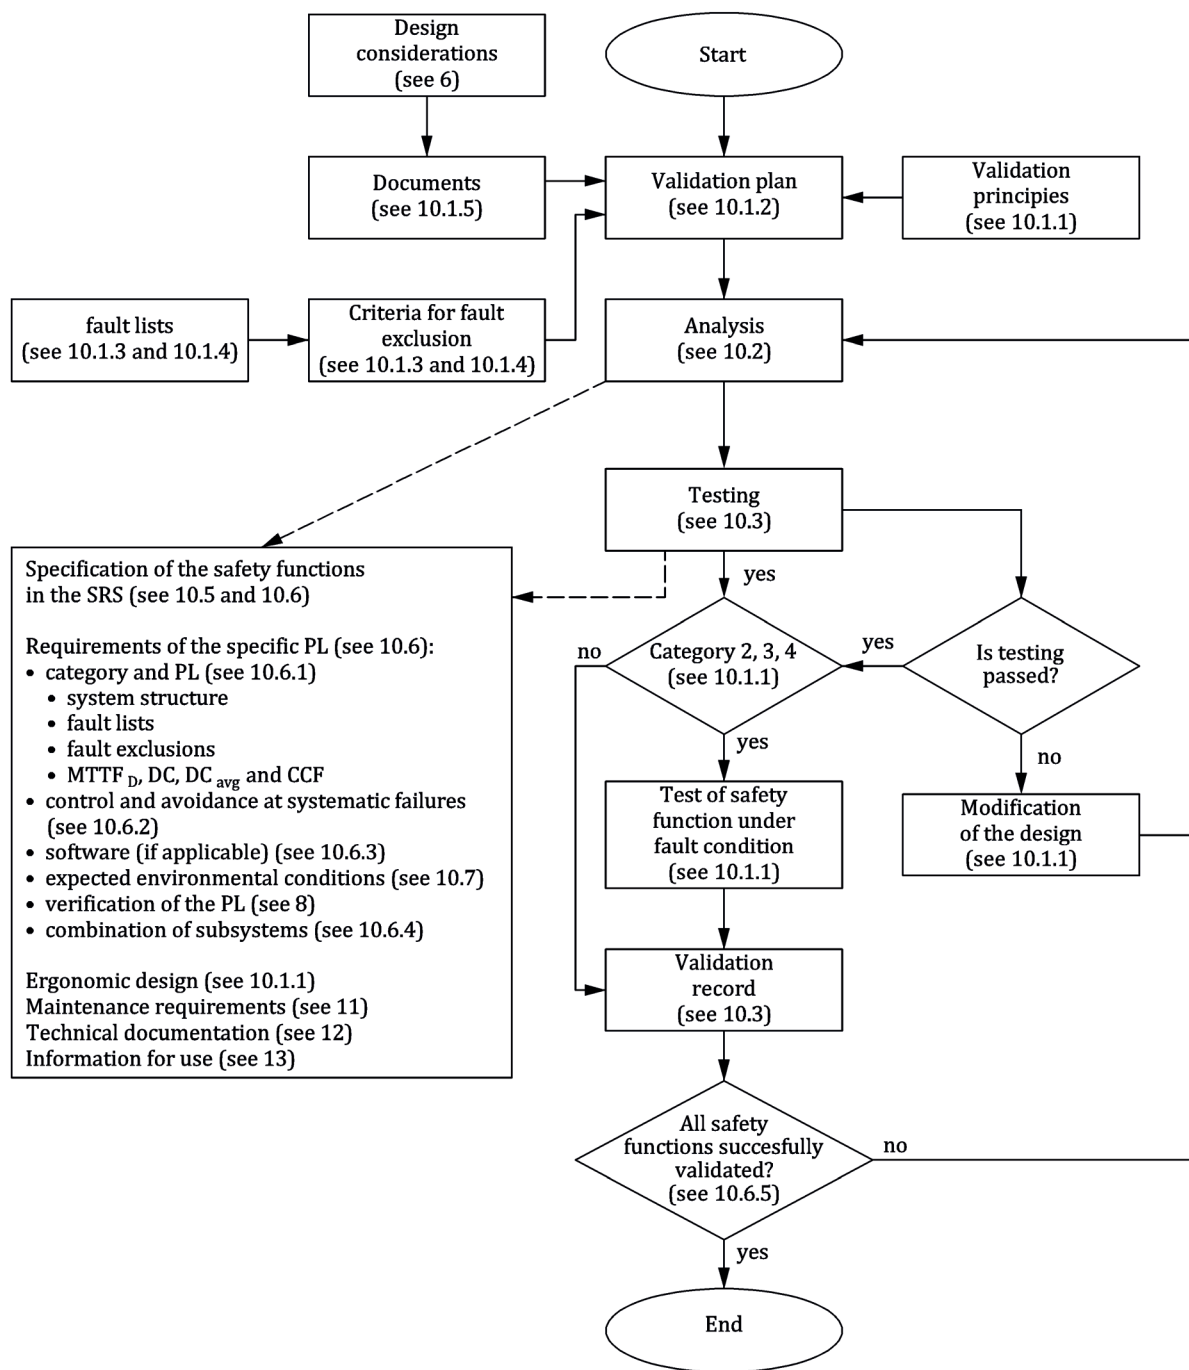 Design
considerations
(see 6)
Start
Documents
(see 10.1.5)
Validation plan
(see 10.1.2)
Validation
principies
(see 10.1.1)
fault lists
(see 10.1.3 and 10.1.4)
Criteria for fault
exclusion
(see 10.1.3 and 10.1.4)
Analysis
(see 10.2)
Testing
(see 10.3)
yes
Specification of the safety functions
in the SRS (see 10.5 and 10.6)
Requirements of the specific PL (see 10.6):
• category and PL (see 10.6.1)
• system structure
• fault lists
• fault exclusions
• MTTF D, DC, DC avg and CCF
• control and avoidance at systematic failures
(see 10.6.2)
• software (if applicable) (see 10.6.3)
• expected environmental conditions (see 10.7)
• verification of the PL (see 8)
• combination of subsystems (see 10.6.4)
Ergonomic design (see 10.1.1)
Maintenance requirements (see 11)
Technical documentation (see 12)
Information for use (see 13)
no
Category 2, 3, 4
(see 10.1.1)
yes
Is testing
passed?
yes
no
Test of safety
function under
fault condition
(see 10.1.1)
Modification
of the design
(see 10.1.1)
Validation
record
(see 10.3)
All safety
functions succesfully
validated?
(see 10.6.5)
no
yes
End